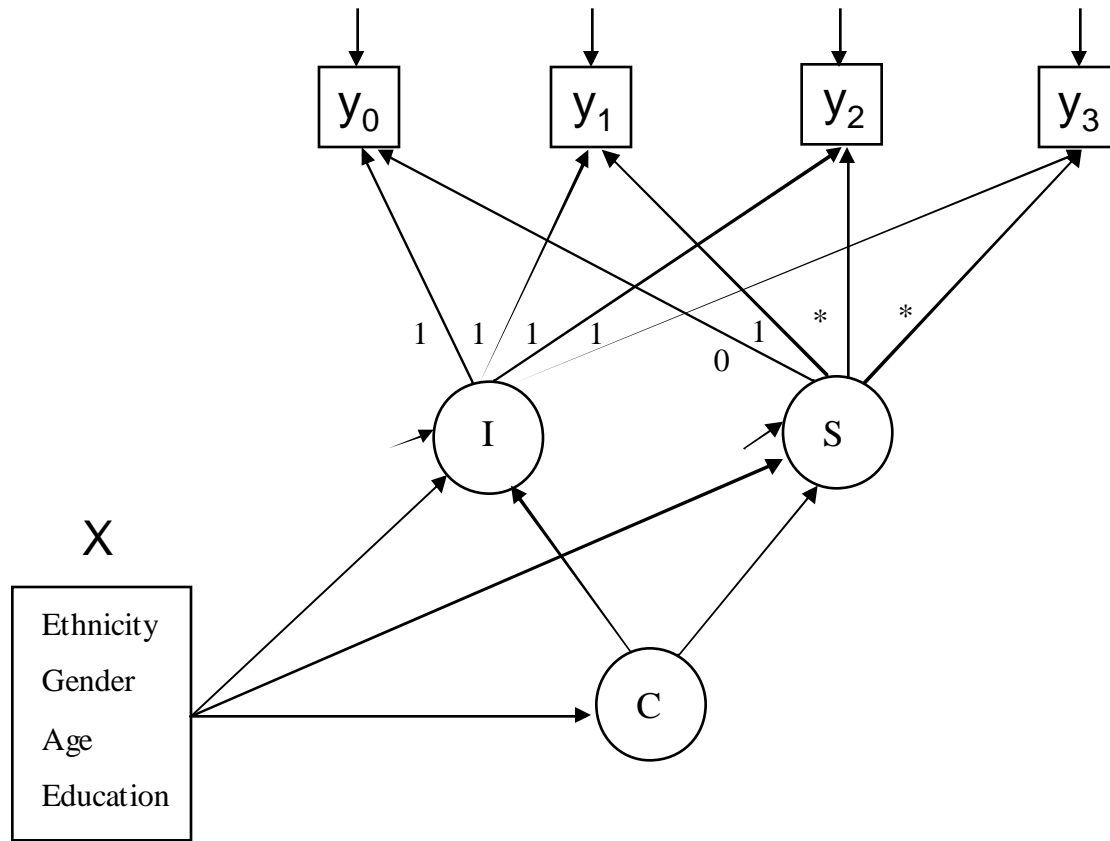 y0 y1 y2 y3
1 1 1 1 0 1 * *
I S
X
Ethnicity
Gender
Age
Education
C